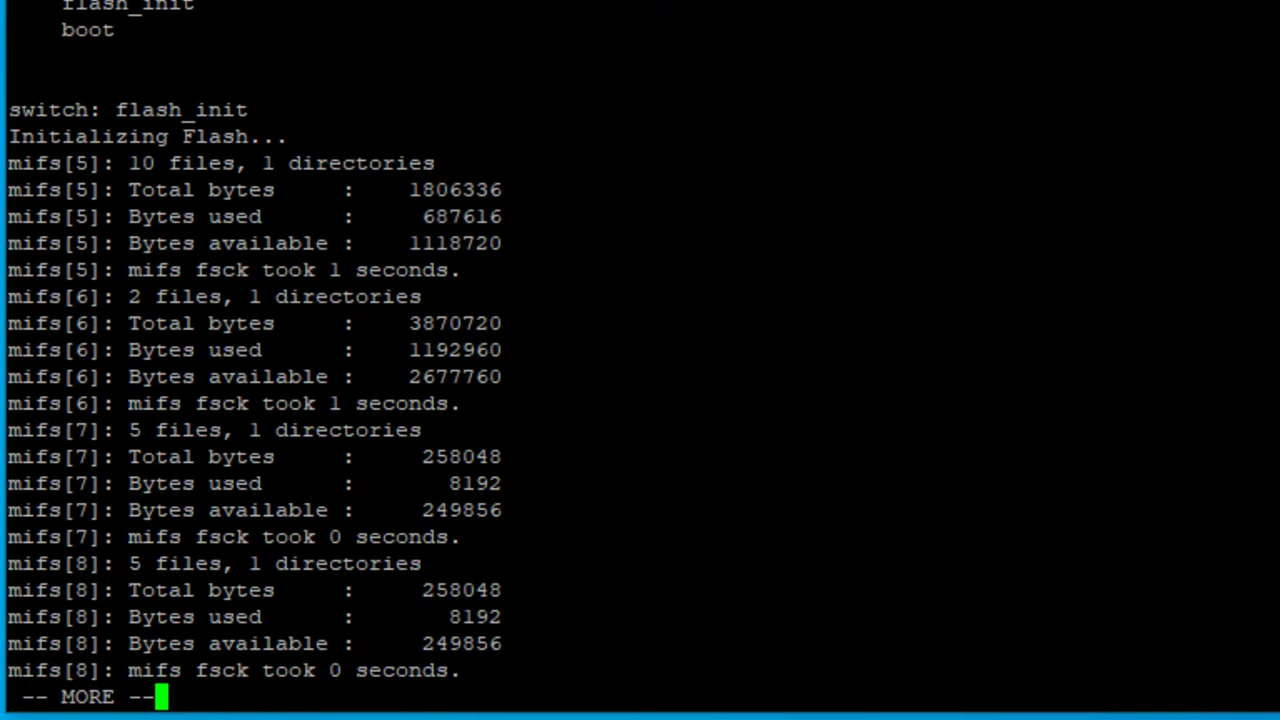 flash_init
boot
switch: flash_init
Initializing Flash...
mifs[5]: 10 files, 1 directories
mifs[5]: Total bytes     :    1806336
mifs[5]: Bytes used      :     687616
mifs[5]: Bytes available :    1118720
mifs[5]: mifs fsck took 1 seconds.
mifs[6]: 2 files, 1 directories
mifs[6]: Total bytes     :    3870720
mifs[6]: Bytes used      :    1192960
mifs[6]: Bytes available :    2677760
mifs[6]: mifs fsck took 1 seconds.
mifs[7]: 5 files, 1 directories
mifs[7]: Total bytes     :     258048
mifs[7]: Bytes used      :       8192
mifs[7]: Bytes available :     249856
mifs[7]: mifs fsck took 0 seconds.
mifs[8]: 5 files, 1 directories
mifs[8]: Total bytes     :     258048
mifs[8]: Bytes used      :       8192
mifs[8]: Bytes available :     249856
mifs[8]: mifs fsck took 0 seconds.
-- MORE --